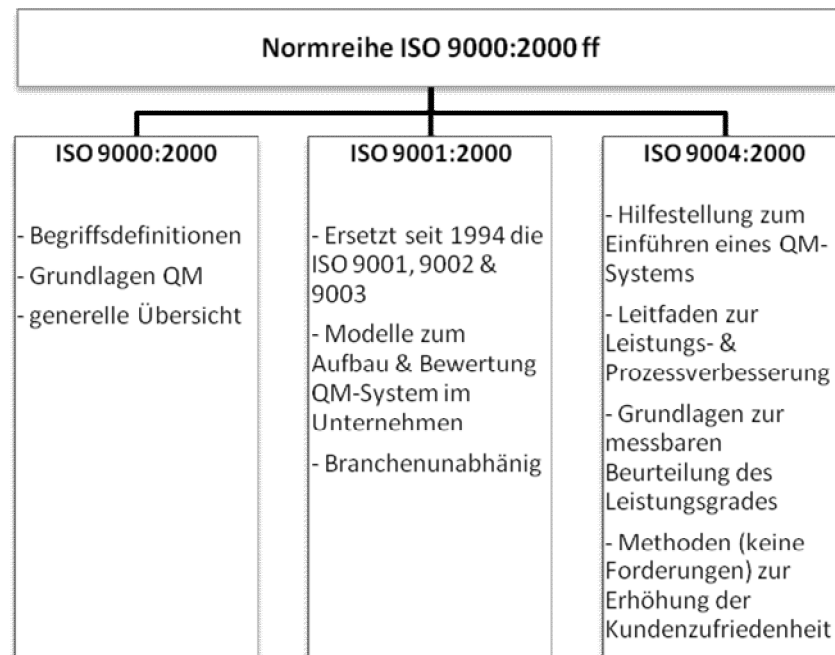 Normreihe ISO 9000:2000 ff
ISO 9000:2000
- Begriffsdefinitionen
- Grundlagen QM
- generelle Übersicht
ISO 9001:2000
- Ersetzt seit 1994 die
ISO 9001, 9002 &
9003
- Modelle zum
Aufbau & Bewertung
QM-System im
Unternehmen
- Branchenunabhänig
ISO 9004:2000
- Hilfestellung zum
Einführen eines QM-
Systems
- Leitfaden zur
Leistungs- &
Prozessverbesserung
- Grundlagen zur
messbaren
Beurteilung des
Leistungsgrades
- Methoden (keine
Forderungen) zur
Erhöhung der
Kundenzufriedenheit